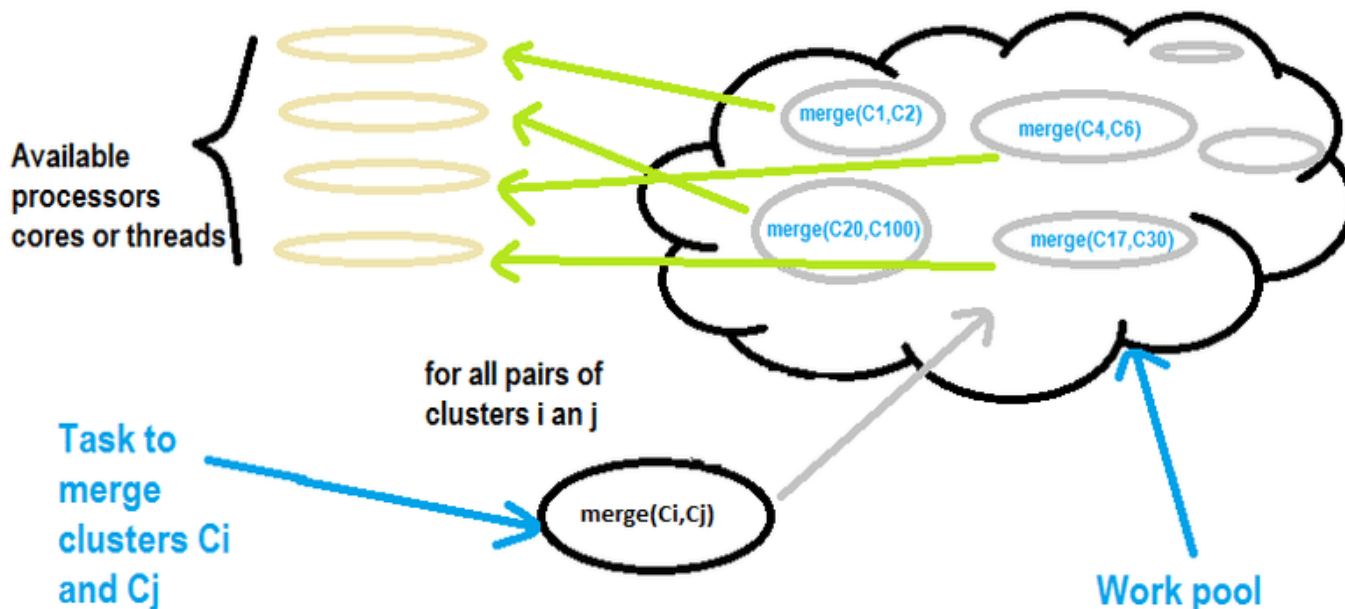 merge(C1,C2)
merge(C4,C6)
Available
processors
cores or threads
merge(C20,C100)
merge(C17,C30)
for all pairs of
clusters i an j
Task to
merge
clusters Ci
and Cj
merge(Ci,Cj)
Work pool